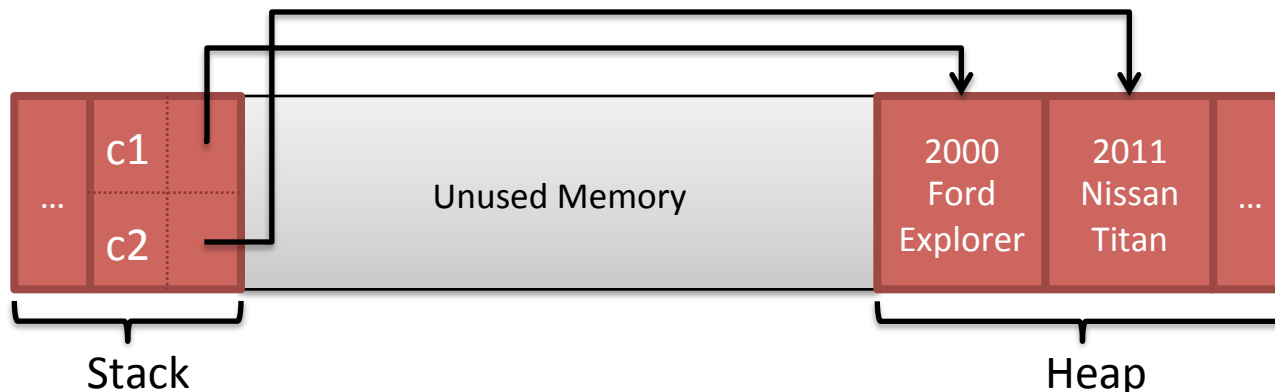 ...
c1
c2
Unused Memory
2000
Ford
Explorer
2011
Nissan
Titan
...
Stack
Heap